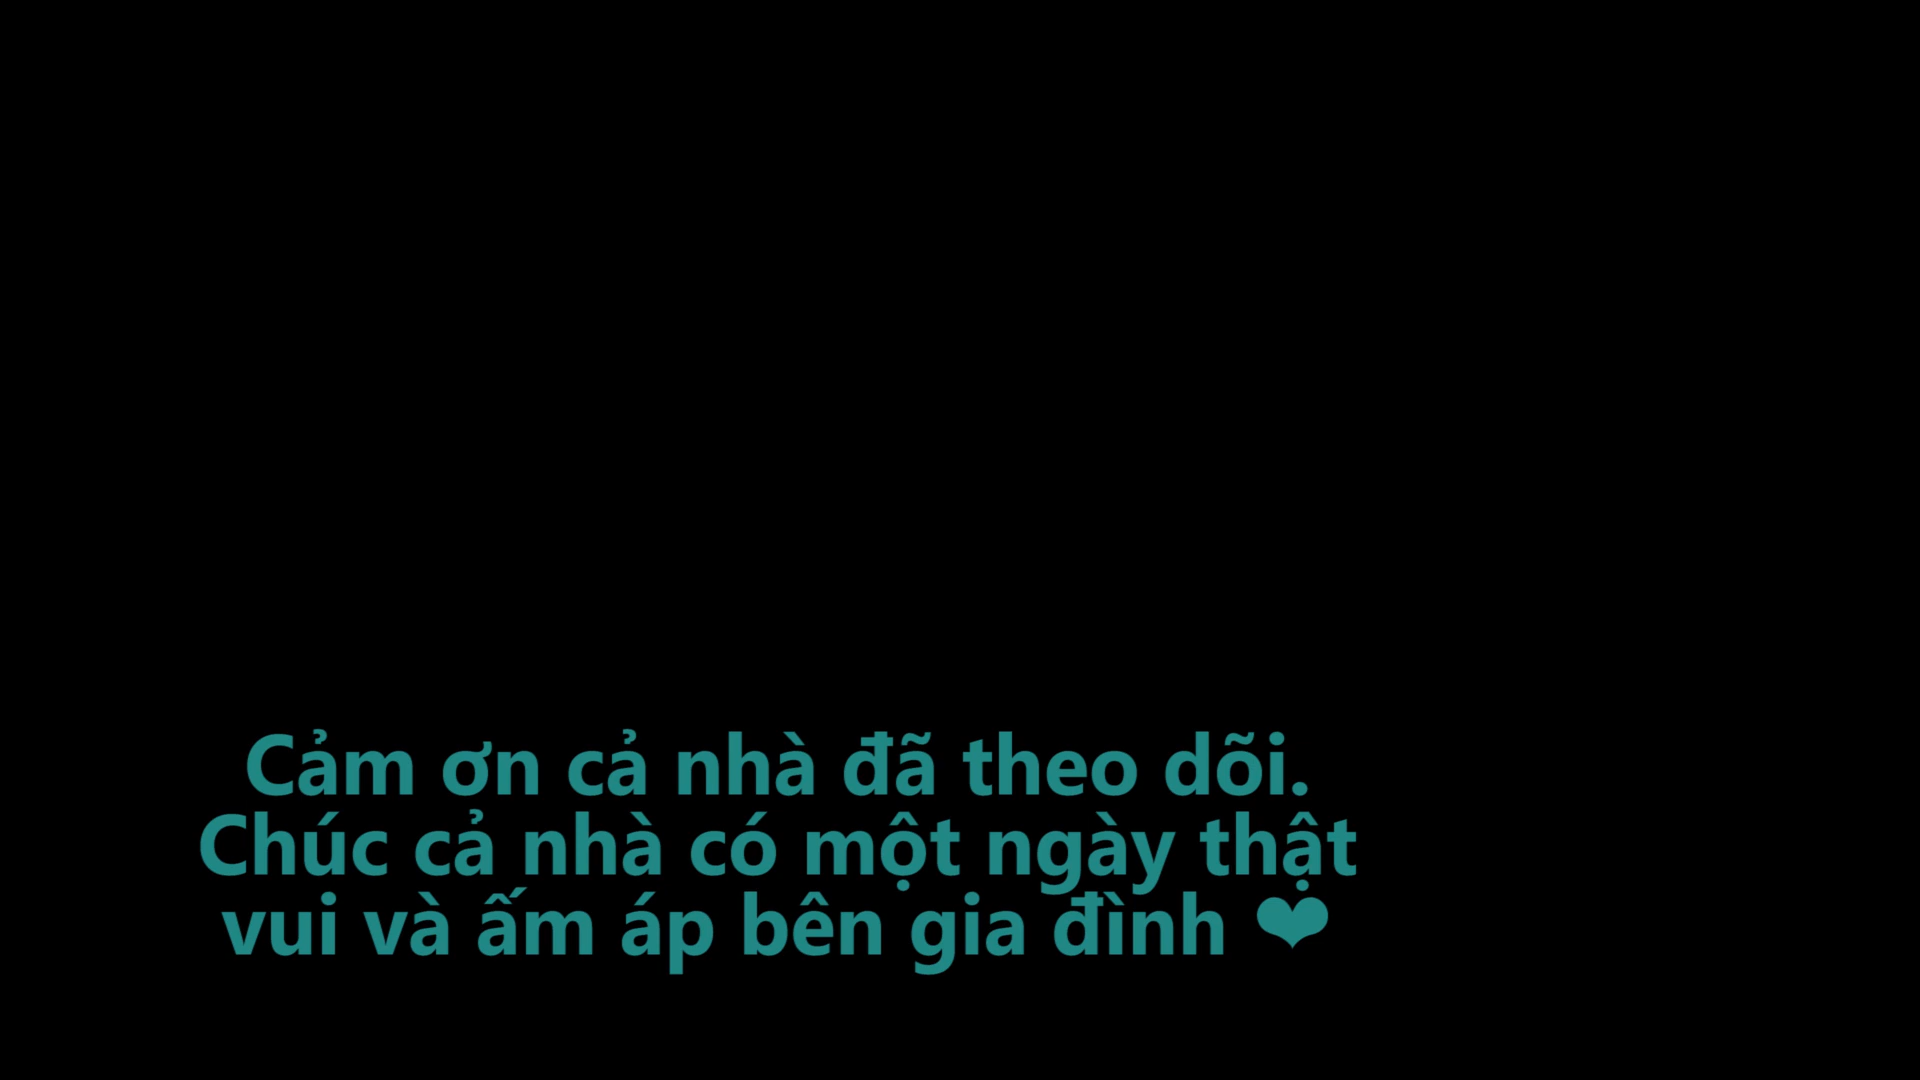 Cảm ơn cả nhà đã theo dõi.
Chúc cả nhà có một ngày thật
vui và ấm áp bên gia đình ❤